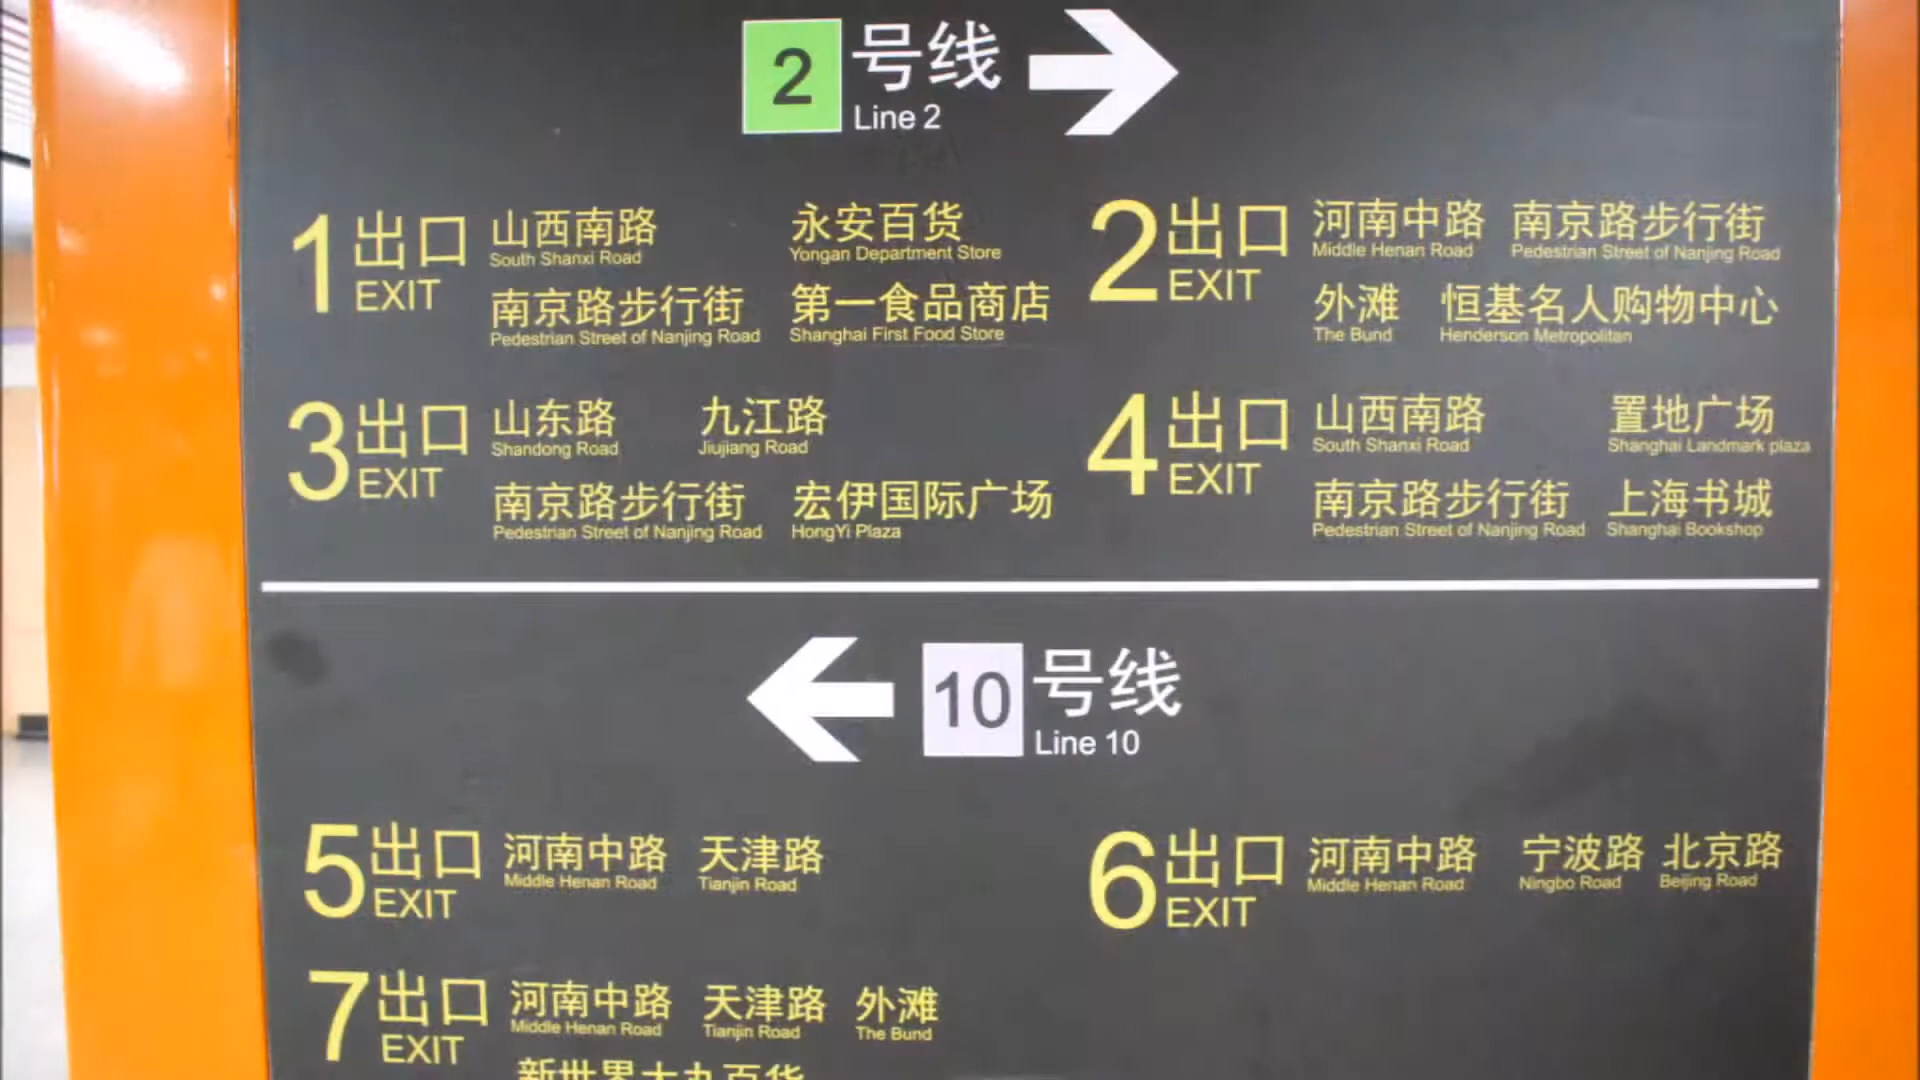 2 号线
Line 2
1 出口 EXIT
山西南路 永安百货
South Shanxi Road Yongan Department Store
南京路步行街 第一食品商店
Pedestrian Street of Nanjing Road Shanghai First Food Store
2 出口 EXIT
河南中路 南京路步行街
Middle Henan Road Pedestrian Street of Nanjing Road
外滩 恒基名人购物中心
The Bund Henderson Metropolitan
3 出口 EXIT
山东路 九江路
Shandong Road Jiujiang Road
南京路步行街 宏伊国际广场
Pedestrian Street of Nanjing Road HongYi Plaza
4 出口 EXIT
山西南路 置地广场
South Shanxi Road Shanghai Landmark plaza
南京路步行街 上海书城
Pedestrian Street of Nanjing Road Shanghai Bookshop
10 号线
Line 10
5 出口 EXIT
河南中路 天津路
Middle Henan Road Tianjin Road
6 出口 EXIT
河南中路 宁波路 北京路
Middle Henan Road Ningbo Road Beijing Road
7 出口 EXIT
河南中路 天津路 外滩
Middle Henan Road Tianjin Road The Bund